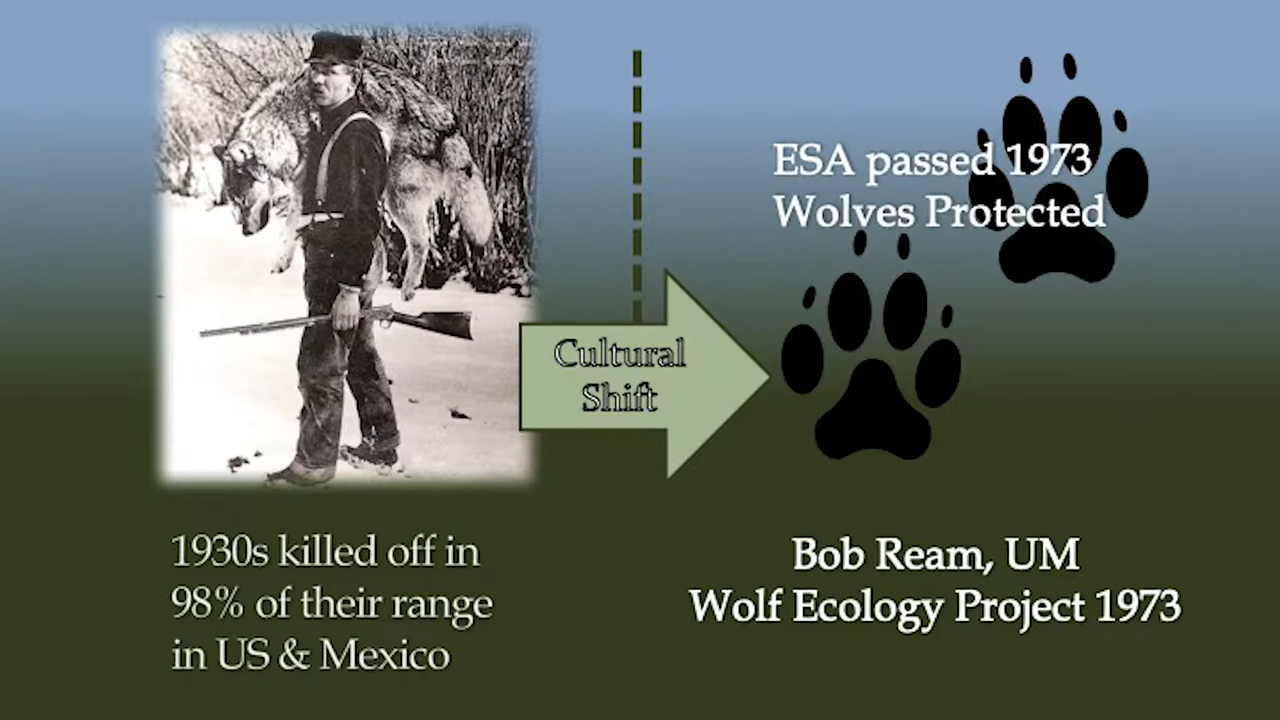 ESA passed 1973
Wolves Protected
Cultural
Shift
1930s killed off in
98% of their range
in US & Mexico
Bob Ream, UM
Wolf Ecology Project 1973